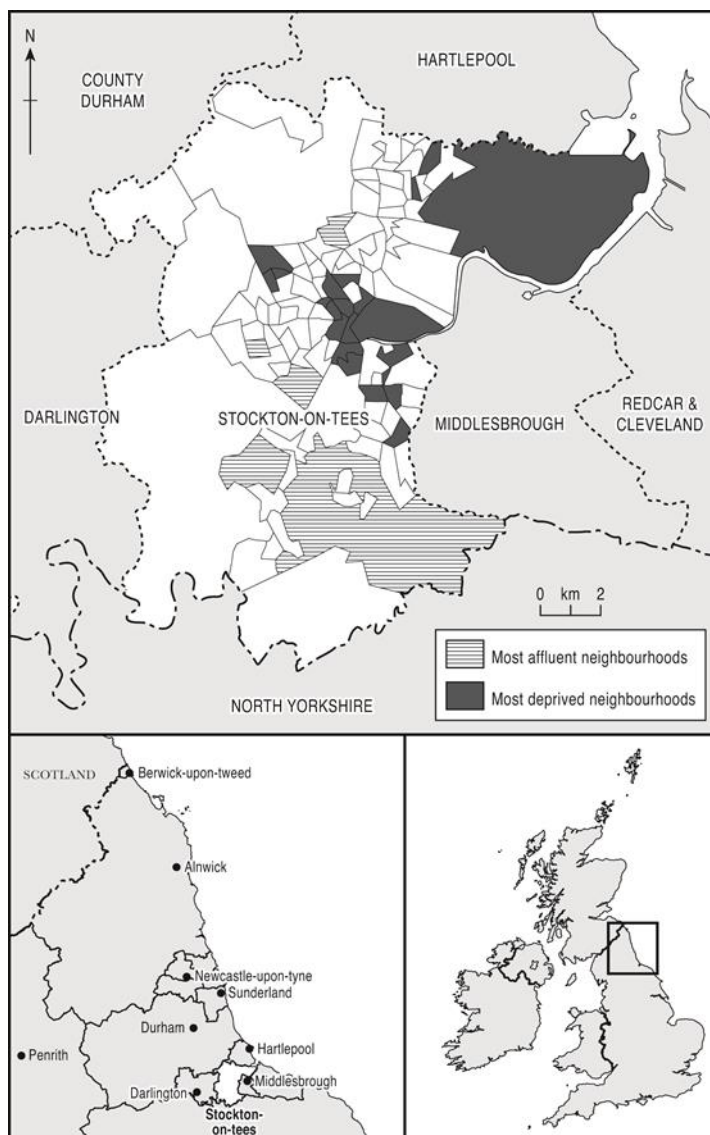 N
HARTLEPOOL
COUNTY
DURHAM
DARLINGTON
STOCKTON-ON-TEES
MIDDLESBROUGH
REDCAR &
CLEVELAND
0 km 2
Most affluent neighbourhoods
Most deprived neighbourhoods
NORTH YORKSHIRE
SCOTLAND
Berwick-upon-tweed
Alnwick
Newcastle-upon-tyne
Sunderland
Durham
Hartlepool
Penrith
Middlesbrough
Darlington
Stockton-
on-tees